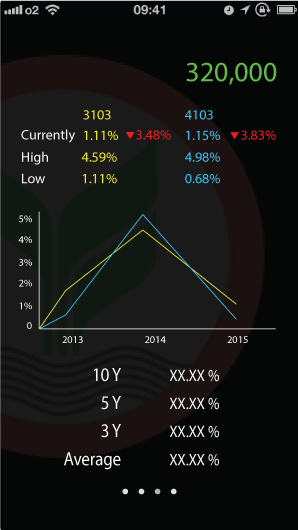 o2 09:41
320,000
3103 4103
Currently 1.11% ▼3.48% 1.15% ▼3.83%
High 4.59% 4.98%
Low 1.11% 0.68%
5%
4%
3%
2%
1%
0
2013 2014 2015
10 Y XX.XX %
5 Y XX.XX %
3 Y XX.XX %
Average XX.XX %